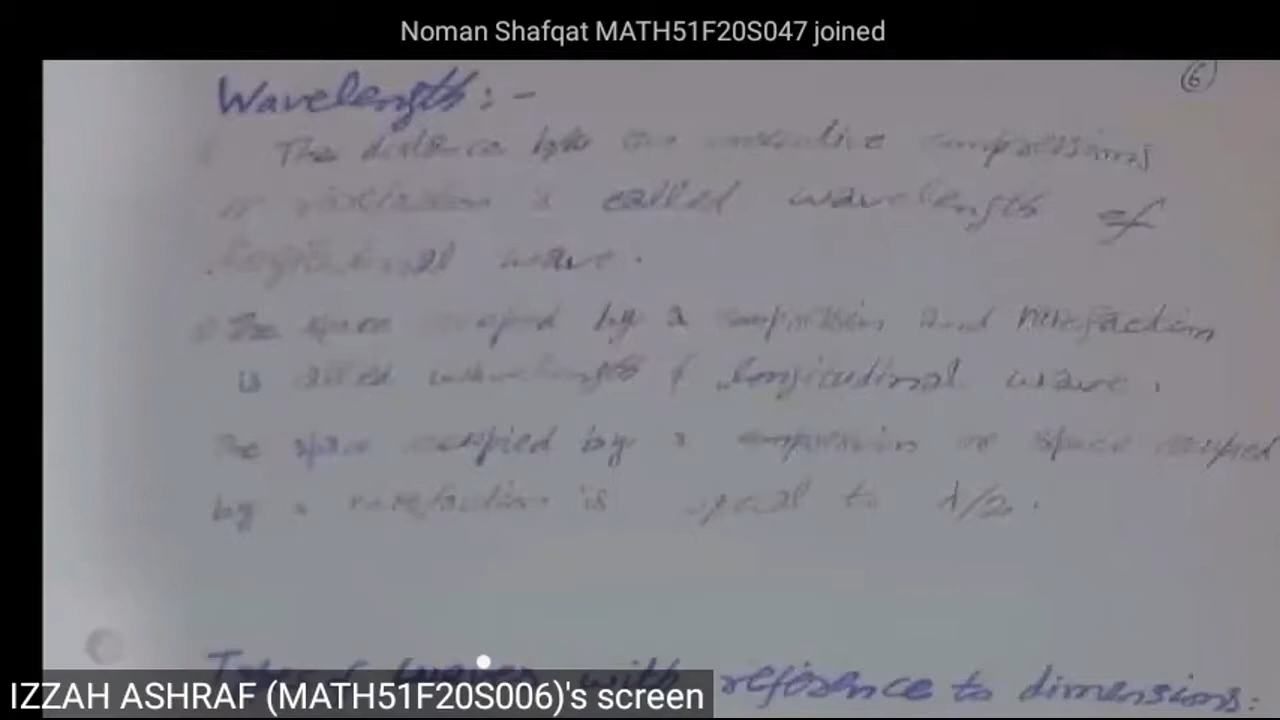 Noman Shafqat MATH51F20S047 joined
6
Wavelength: -
The distance b/w two consecutive compressions
or rarefaction is called wavelength of
longitudinal wave.
The space occupied by a compression and rarefaction
is called wavelength of longitudinal wave.
The space occupied by a compression or space occupied
by a rarefaction is equal to λ/2.
waves with reference to dimensions:
IZZAH ASHRAF (MATH51F20S006)'s screen